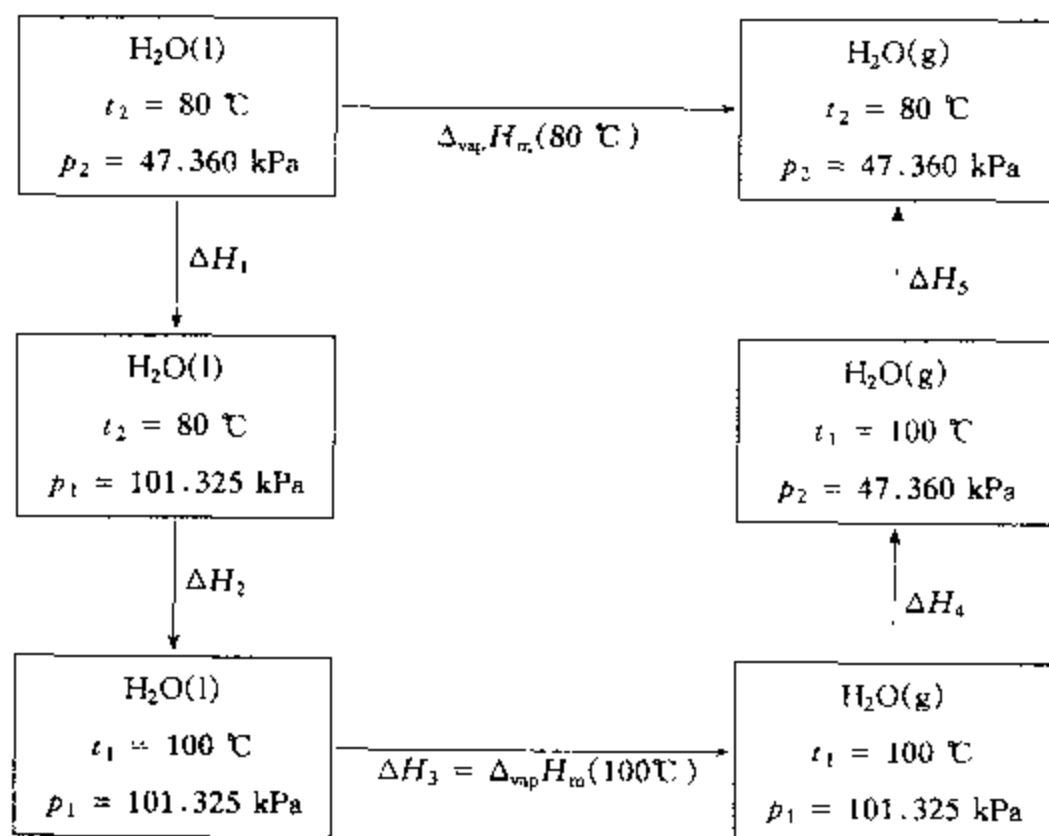 H₂O(l)
t₂ = 80 ℃
p₂ = 47.360 kPa
Δvap Hm(80 ℃)
H₂O(g)
t₂ = 80 ℃
p₂ = 47.360 kPa
ΔH₁
ΔH₅
H₂O(l)
t₂ = 80 ℃
p₁ = 101.325 kPa
H₂O(g)
t₁ = 100 ℃
p₂ = 47.360 kPa
ΔH₂
ΔH₄
H₂O(l)
t₁ = 100 ℃
p₁ = 101.325 kPa
ΔH₃ = Δvap Hm(100℃)
H₂O(g)
t₁ = 100 ℃
p₁ = 101.325 kPa